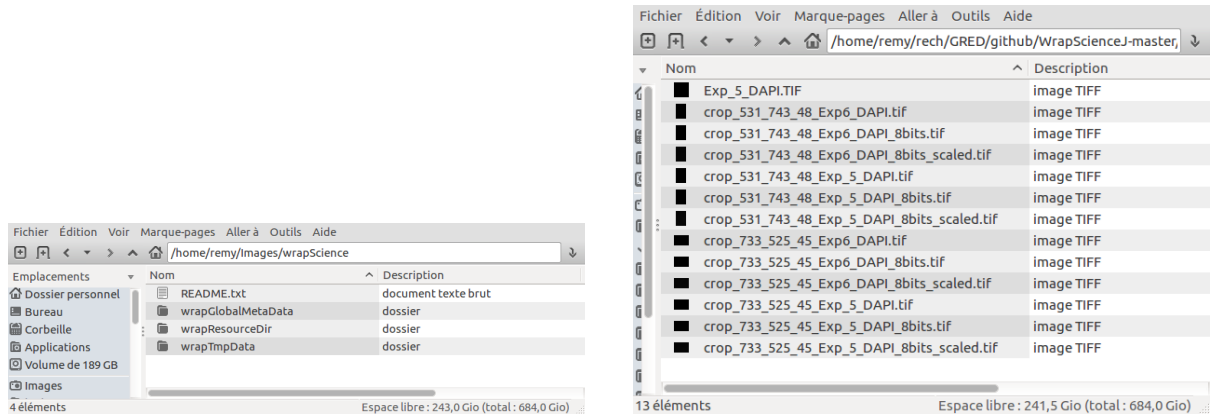 Fichier Édition Voir Marque-pages Aller à Outils Aide
/home/remy/Images/wrapScience
Emplacements
Dossier personnel
Bureau
Corbeille
Applications
Volume de 189 GB
Images
Nom Description
README.txt document texte brut
wrapGlobalMetaData dossier
wrapResourceDir dossier
wrapTmpData dossier
4 éléments Espace libre : 243,0 Gio (total : 684,0 Gio)
Fichier Édition Voir Marque-pages Aller à Outils Aide
/home/remy/rech/GRED/github/WrapScienceJ-master/
Nom Description
Exp_5_DAPI.TIF image TIFF
crop_531_743_48_Exp6_DAPI.tif image TIFF
crop_531_743_48_Exp6_DAPI_8bits.tif image TIFF
crop_531_743_48_Exp6_DAPI_8bits_scaled.tif image TIFF
crop_531_743_48_Exp_5_DAPI.tif image TIFF
crop_531_743_48_Exp_5_DAPI_8bits.tif image TIFF
crop_531_743_48_Exp_5_DAPI_8bits_scaled.tif image TIFF
crop_733_525_45_Exp6_DAPI.tif image TIFF
crop_733_525_45_Exp6_DAPI_8bits.tif image TIFF
crop_733_525_45_Exp6_DAPI_8bits_scaled.tif image TIFF
crop_733_525_45_Exp_5_DAPI.tif image TIFF
crop_733_525_45_Exp_5_DAPI_8bits.tif image TIFF
crop_733_525_45_Exp_5_DAPI_8bits_scaled.tif image TIFF
13 éléments Espace libre : 241,5 Gio (total : 684,0 Gio)